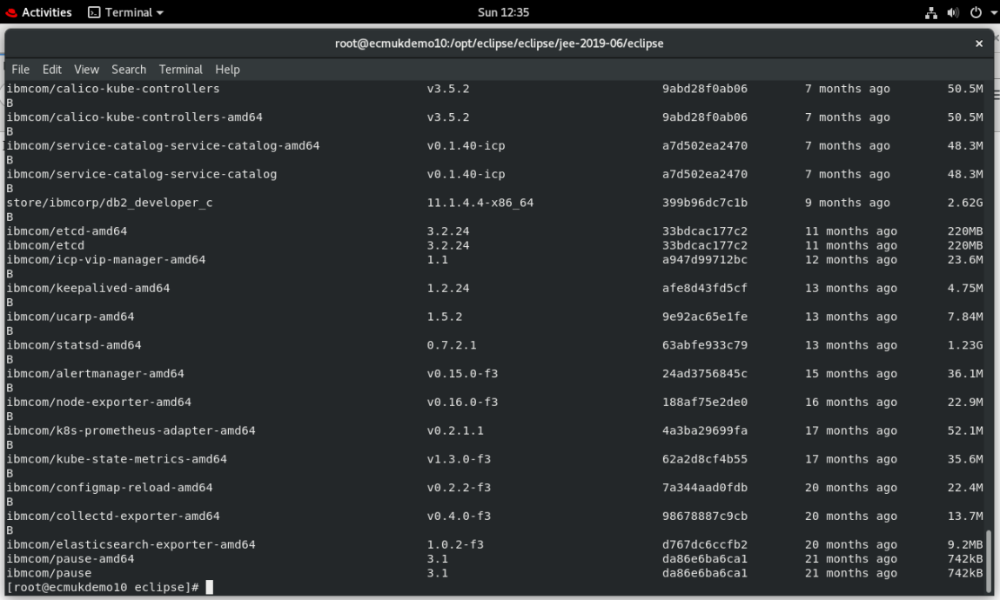 Activities Terminal Sun 12:35
root@ecmukdemo10:/opt/eclipse/eclipse/jee-2019-06/eclipse ×
File Edit View Search Terminal Help
ibmcom/calico-kube-controllers v3.5.2 9abd28f0ab06 7 months ago 50.5M
B
ibmcom/calico-kube-controllers-amd64 v3.5.2 9abd28f0ab06 7 months ago 50.5M
B
ibmcom/service-catalog-service-catalog-amd64 v0.1.40-icp a7d502ea2470 7 months ago 48.3M
B
ibmcom/service-catalog-service-catalog v0.1.40-icp a7d502ea2470 7 months ago 48.3M
B
store/ibmcorp/db2_developer_c 11.1.4.4-x86_64 399b96dc7c1b 9 months ago 2.62G
B
ibmcom/etcd-amd64 3.2.24 33bdcac177c2 11 months ago 220MB
ibmcom/etcd 3.2.24 33bdcac177c2 11 months ago 220MB
ibmcom/icp-vip-manager-amd64 1.1 a947d99712bc 12 months ago 23.6M
B
ibmcom/keepalived-amd64 1.2.24 afe8d43fd5cf 13 months ago 4.75M
B
ibmcom/ucarp-amd64 1.5.2 9e92ac65e1fe 13 months ago 7.84M
B
ibmcom/statsd-amd64 0.7.2.1 63abfe933c79 13 months ago 1.23G
B
ibmcom/alertmanager-amd64 v0.15.0-f3 24ad3756845c 15 months ago 36.1M
B
ibmcom/node-exporter-amd64 v0.16.0-f3 188af75e2de0 16 months ago 22.9M
B
ibmcom/k8s-prometheus-adapter-amd64 v0.2.1.1 4a3ba29699fa 17 months ago 52.1M
B
ibmcom/kube-state-metrics-amd64 v1.3.0-f3 62a2d8cf4b55 17 months ago 35.6M
B
ibmcom/configmap-reload-amd64 v0.2.2-f3 7a344aad0fdb 20 months ago 22.4M
B
ibmcom/collectd-exporter-amd64 v0.4.0-f3 98678887c9cb 20 months ago 13.7M
B
ibmcom/elasticsearch-exporter-amd64 1.0.2-f3 d767dc6ccfb2 20 months ago 9.2MB
ibmcom/pause-amd64 3.1 da86e6ba6ca1 21 months ago 742kB
ibmcom/pause 3.1 da86e6ba6ca1 21 months ago 742kB
[root@ecmukdemo10 eclipse]#